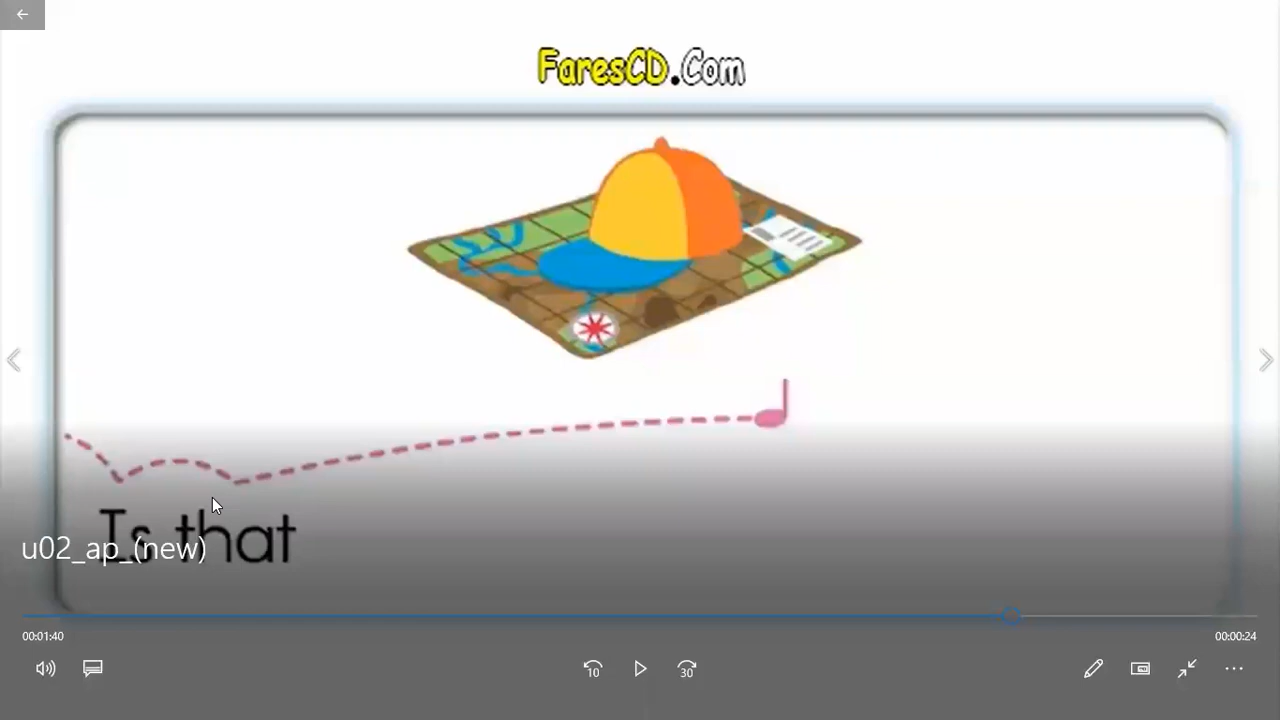 FaresCD.Com
Is that
u02_ap_(new)
00:01:40
00:00:24
10
30